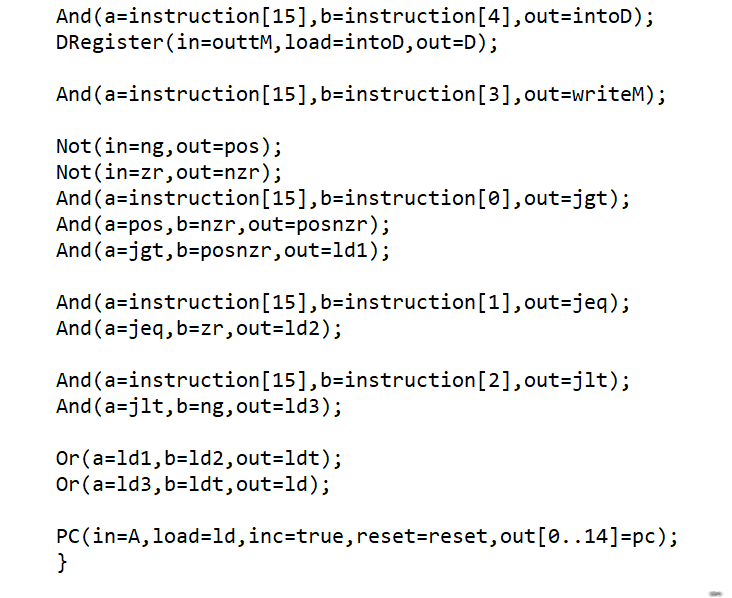 And(a=instruction[15],b=instruction[4],out=intoD);
DRegister(in=outtM,load=intoD,out=D);
And(a=instruction[15],b=instruction[3],out=writeM);
Not(in=ng,out=pos);
Not(in=zr,out=nzr);
And(a=instruction[15],b=instruction[0],out=jgt);
And(a=pos,b=nzr,out=posnzr);
And(a=jgt,b=posnzr,out=ld1);
And(a=instruction[15],b=instruction[1],out=jeq);
And(a=jeq,b=zr,out=ld2);
And(a=instruction[15],b=instruction[2],out=jlt);
And(a=jlt,b=ng,out=ld3);
Or(a=ld1,b=ld2,out=ldt);
Or(a=ld3,b=ldt,out=ld);
PC(in=A,load=ld,inc=true,reset=reset,out[0..14]=pc);
}